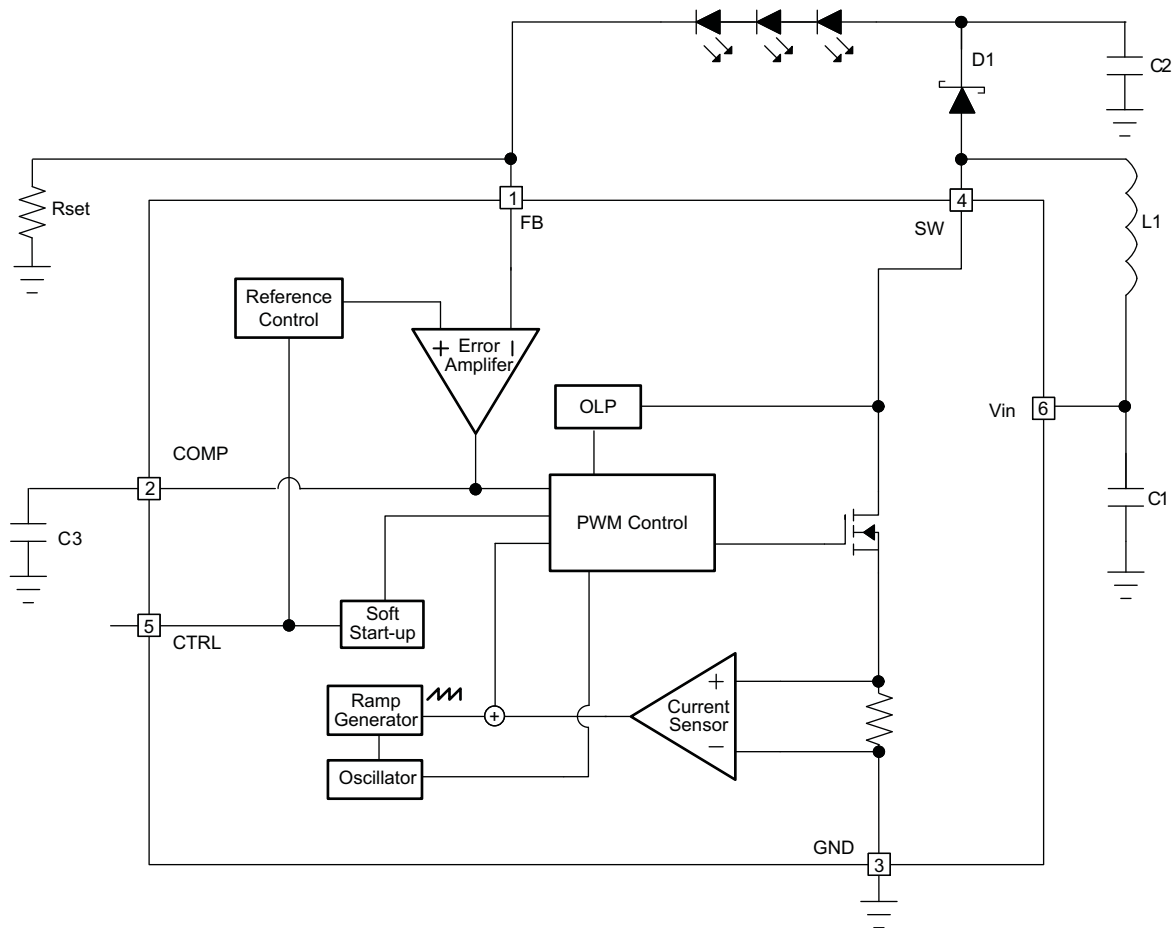 D1
C2
1
4
Rset
FB
SW
L1
Reference
Control
+
Error
Amplifer
OLP
Vin
6
COMP
2
PWM Control
C1
C3
5
CTRL
Soft
Start-up
Ramp
Generator
+
Current
Sensor
+
−
Oscillator
GND
3